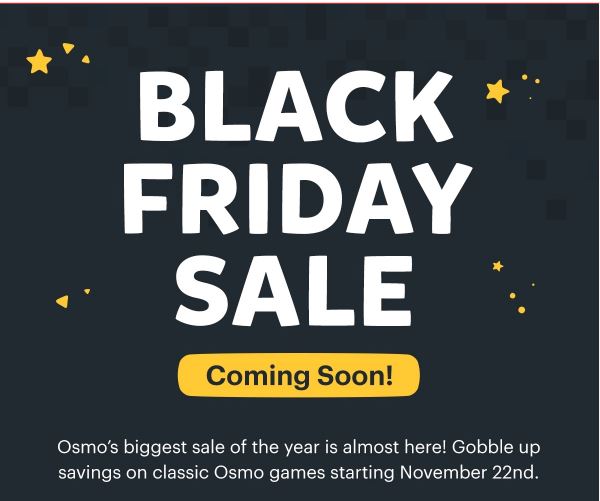 BLACK
FRIDAY
SALE
Coming Soon!
Osmo’s biggest sale of the year is almost here! Gobble up
savings on classic Osmo games starting November 22nd.